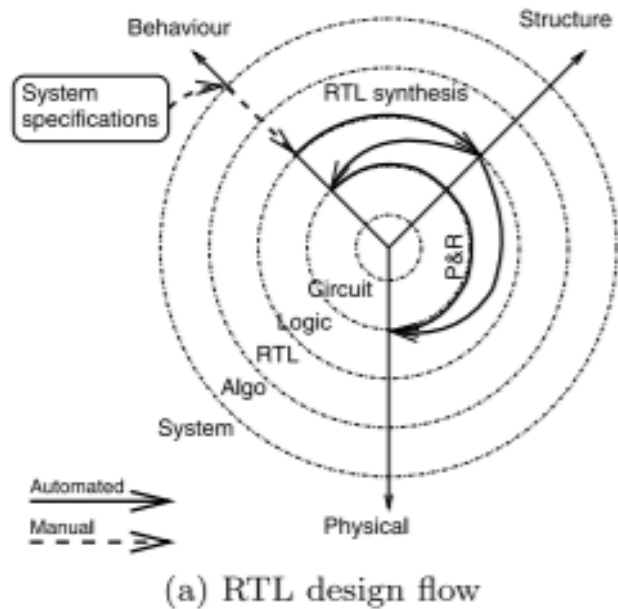 Behaviour
Structure
System
specifications
RTL synthesis
P&R
Circuit
Logic
RTL
Algo
System
Automated
Manual
Physical
(a) RTL design flow